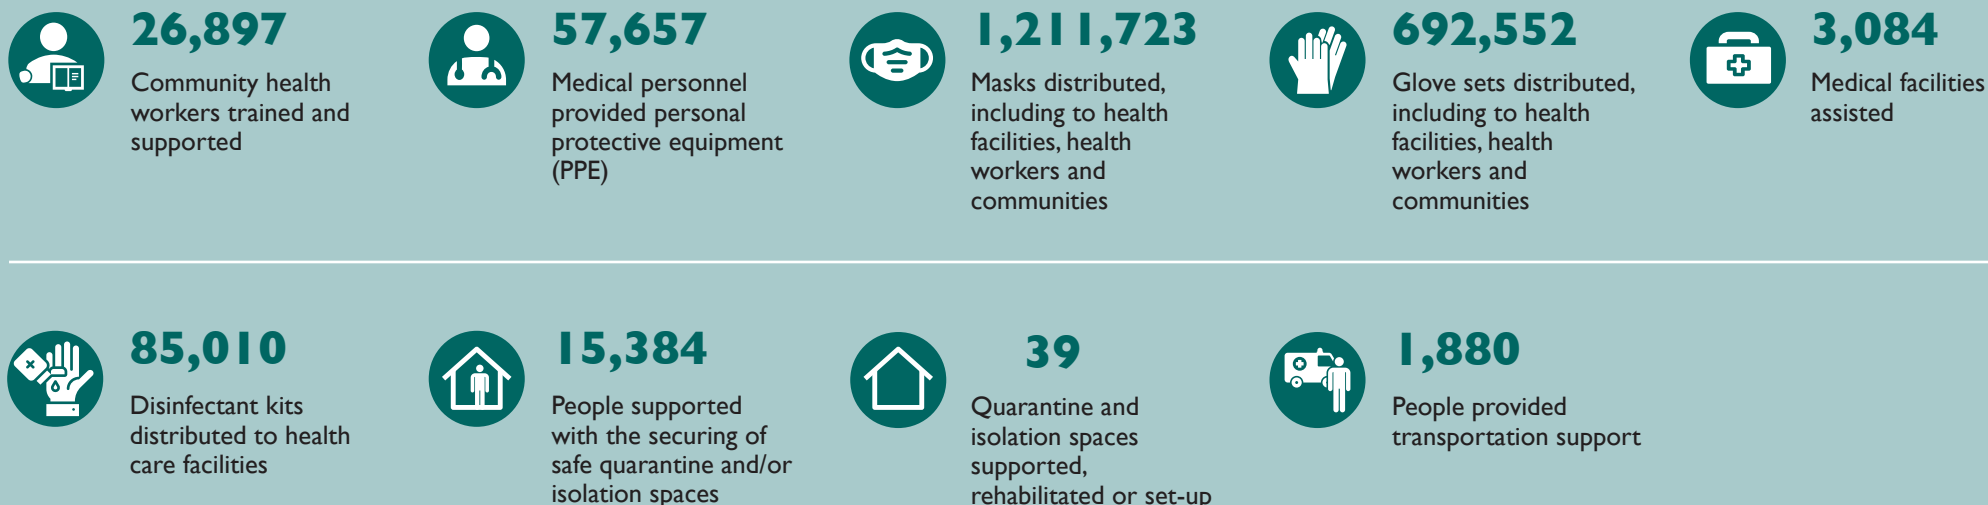 26,897
Community health
workers trained and
supported
57,657
Medical personnel
provided personal
protective equipment
(PPE)
1,211,723
Masks distributed,
including to health
facilities, health
workers and
communities
692,552
Glove sets distributed,
including to health
facilities, health
workers and
communities
3,084
Medical facilities
assisted
85,010
Disinfectant kits
distributed to health
care facilities
15,384
People supported
with the securing of
safe quarantine and/or
isolation spaces
39
Quarantine and
isolation spaces
supported,
rehabilitated or set-up
1,880
People provided
transportation support